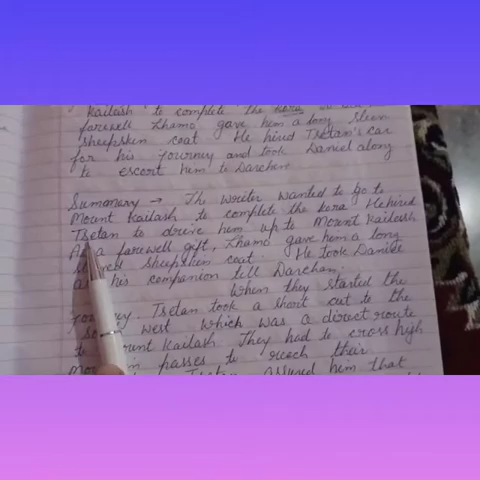 Kailash to complete the kora
farewell Lhamo gave him a long sleev
sheepskin coat He hired Tsetan's car
for his journey and took Daniel along
to escort him to Darchen
Summary → The writer wanted to go to
Mount Kailash to complete the kora He hired
Tsetan to drive him up to Mount Kailash
As a farewell gift, Lhamo gave him a long
sheepskin coat. He took Daniel
as his companion till Darchan,
When they started the
journey. Tsetan took a short cut to the
west which was a direct route
to Mount Kailash They had to cross high
passes to reach their
Tsetan assured him that